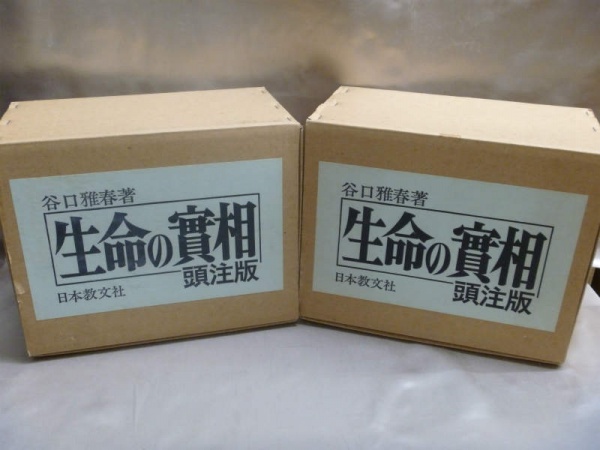 谷口雅春著
生命の實相
頭注版
日本教文社
谷口雅春著
生命の實相
頭注版
日本教文社